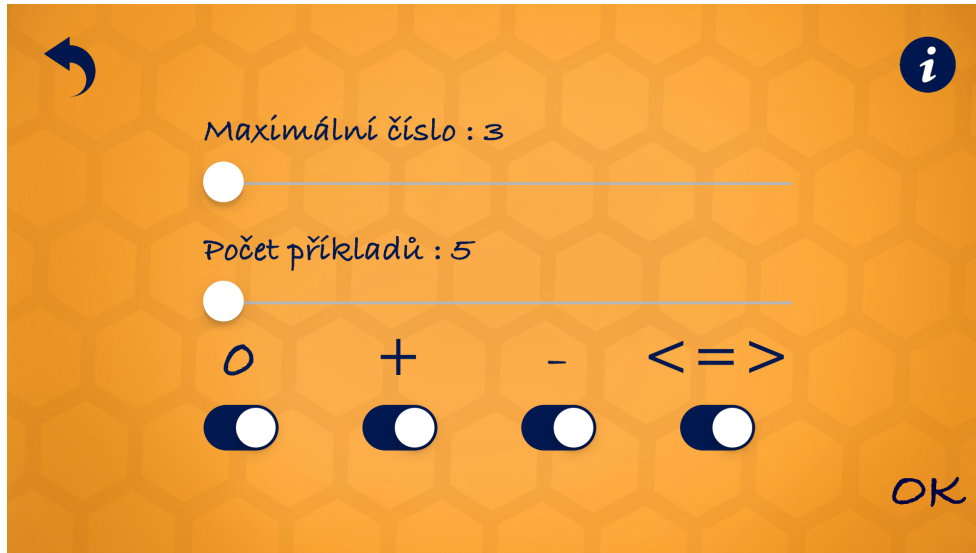 i
Maximální číslo : 3
Počet příkladů : 5
0 + - <=>
OK